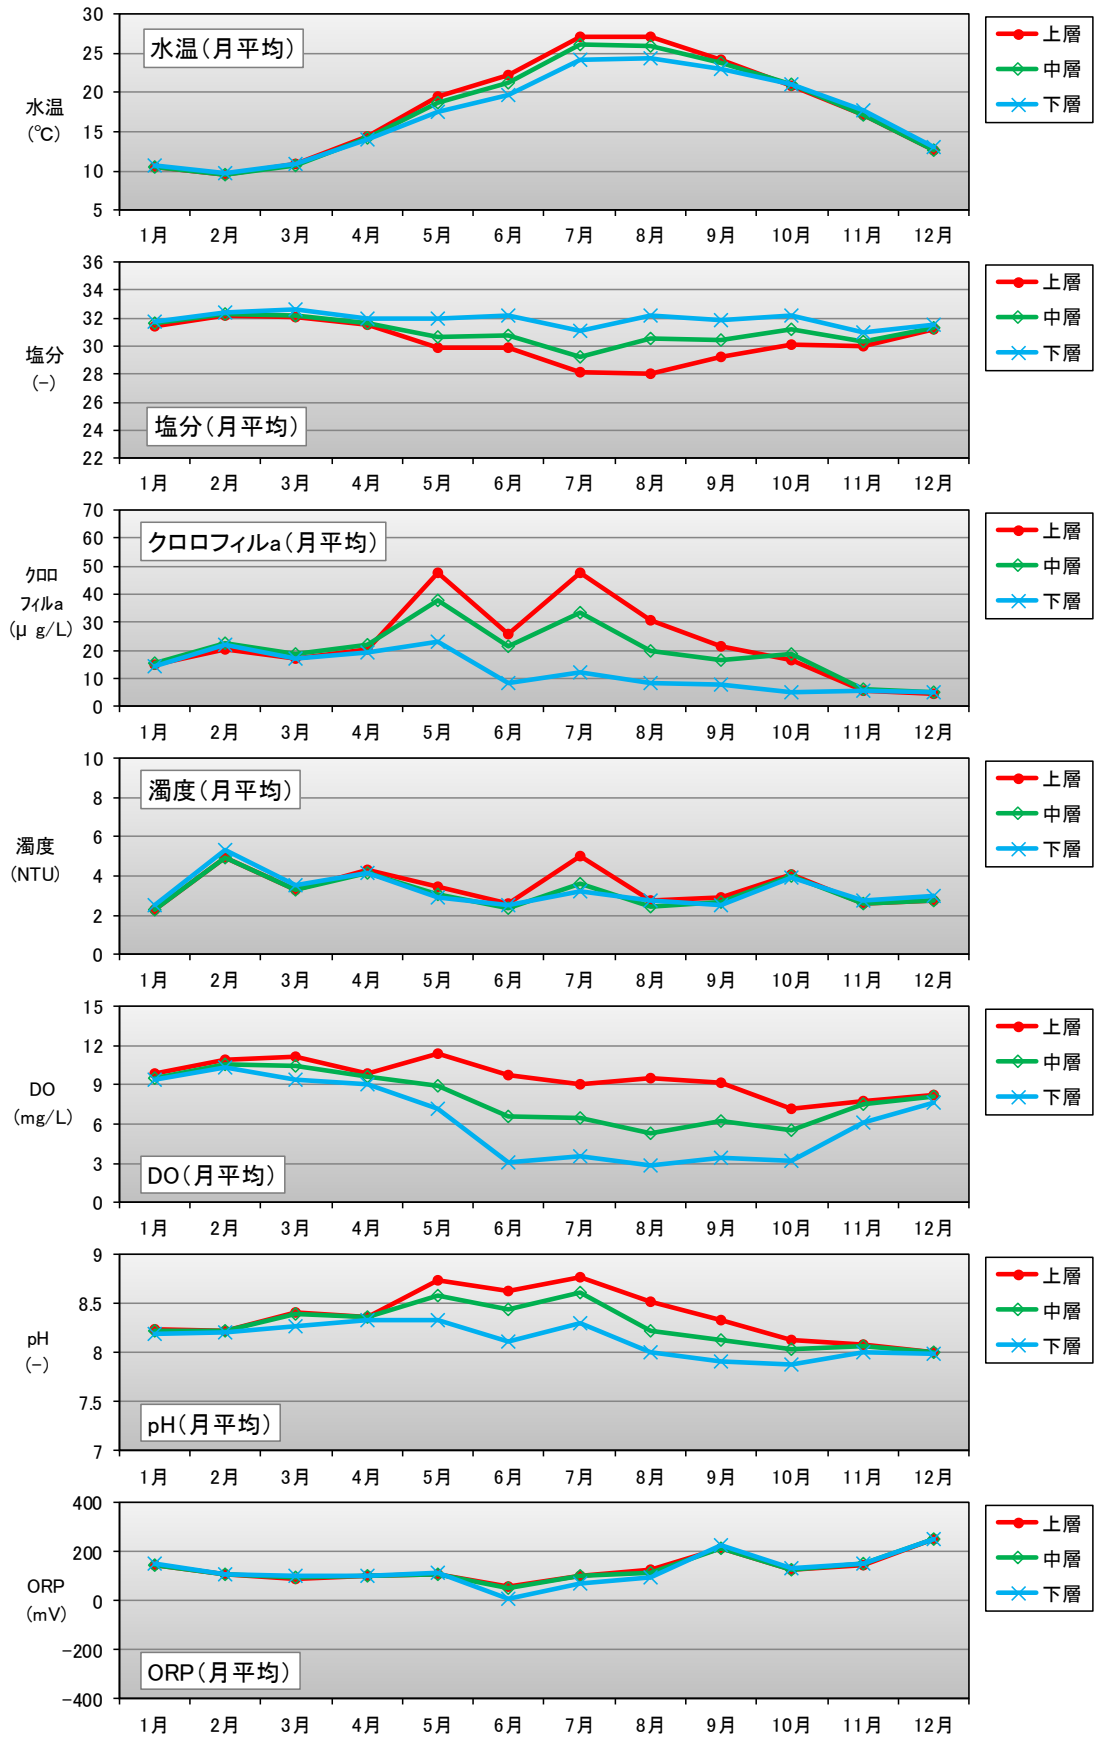 水温（月平均）
30
25
20
15
10
5
水温
（℃）
1月 2月 3月 4月 5月 6月 7月 8月 9月 10月 11月 12月
上層
中層
下層
塩分（月平均）
36
34
32
30
28
26
24
22
塩分
（−）
1月 2月 3月 4月 5月 6月 7月 8月 9月 10月 11月 12月
上層
中層
下層
クロロフィルa（月平均）
70
60
50
40
30
20
10
0
ｸﾛﾛ
ﾌｨﾙa
（μ g/L）
1月 2月 3月 4月 5月 6月 7月 8月 9月 10月 11月 12月
上層
中層
下層
濁度（月平均）
10
8
6
4
2
0
濁度
（NTU）
1月 2月 3月 4月 5月 6月 7月 8月 9月 10月 11月 12月
上層
中層
下層
15
12
9
6
3
0
DO
（mg/L）
DO（月平均）
1月 2月 3月 4月 5月 6月 7月 8月 9月 10月 11月 12月
上層
中層
下層
9
8.5
8
7.5
7
pH
（−）
pH（月平均）
1月 2月 3月 4月 5月 6月 7月 8月 9月 10月 11月 12月
上層
中層
下層
400
200
0
−200
−400
ORP
（mV）
ORP（月平均）
1月 2月 3月 4月 5月 6月 7月 8月 9月 10月 11月 12月
上層
中層
下層